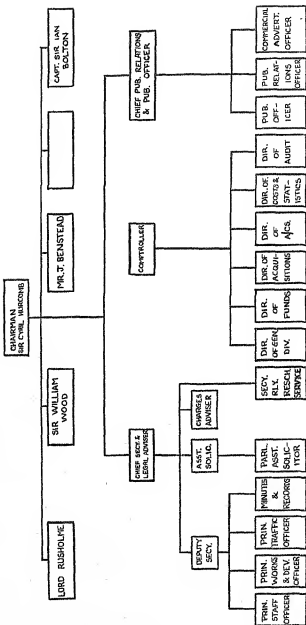 CHAIRMAN
SIR CYRIL HURCOMB
LORD RUSHOLME
SIR WILLIAM
WOOD
MR. J. BENSTEAD
CAPT. SIR IAN
BOLTON
CHIEF SECY. &
LEGAL ADVISER
COMPTROLLER
CHIEF PUB. RELATIONS
& PUB. OFFICER
DEPUTY
SECY.
ASST.
SOLIC.
CHARGES
ADVISER
PRIN.
STAFF
OFFICER
PRIN.
WORKS
& DEV.
OFFICER
PRIN.
TRAFFIC
OFFICER
MINUTES
&
RECORDS
PARL.
ASST.
SOLIC-
ITOR
SECY.
RLY.
RESCH.
SERVICE
DIR.
OF GEN.
DIV.
DIR.
OF
FUNDS
DIR.
OF ACQUI-
SITIONS
DIR.
OF
A/CS.
DIR. OF
COSTS &
STAT-
ISTICS
DIR.
OF
AUDIT
PUB.
OFF-
ICER
PUB.
RELAT-
IONS
OFFICER
COMMERCIAL
ADVERT.
OFFICER